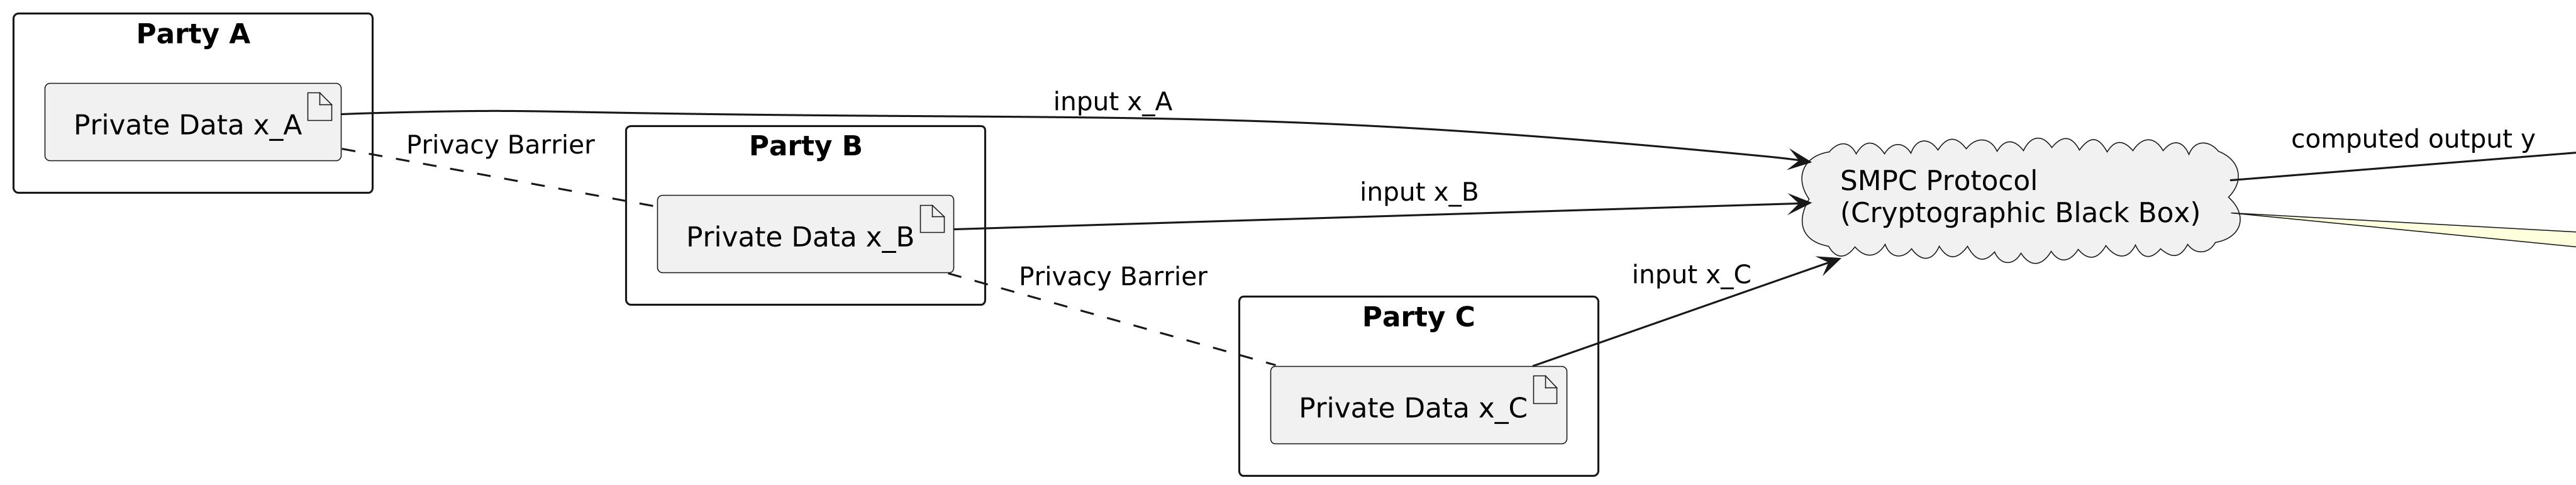 Party A
Private Data x_A
Privacy Barrier
input x_A
Party B
Private Data x_B
Privacy Barrier
input x_B
Party C
Private Data x_C
input x_C
SMPC Protocol
(Cryptographic Black Box)
computed output y